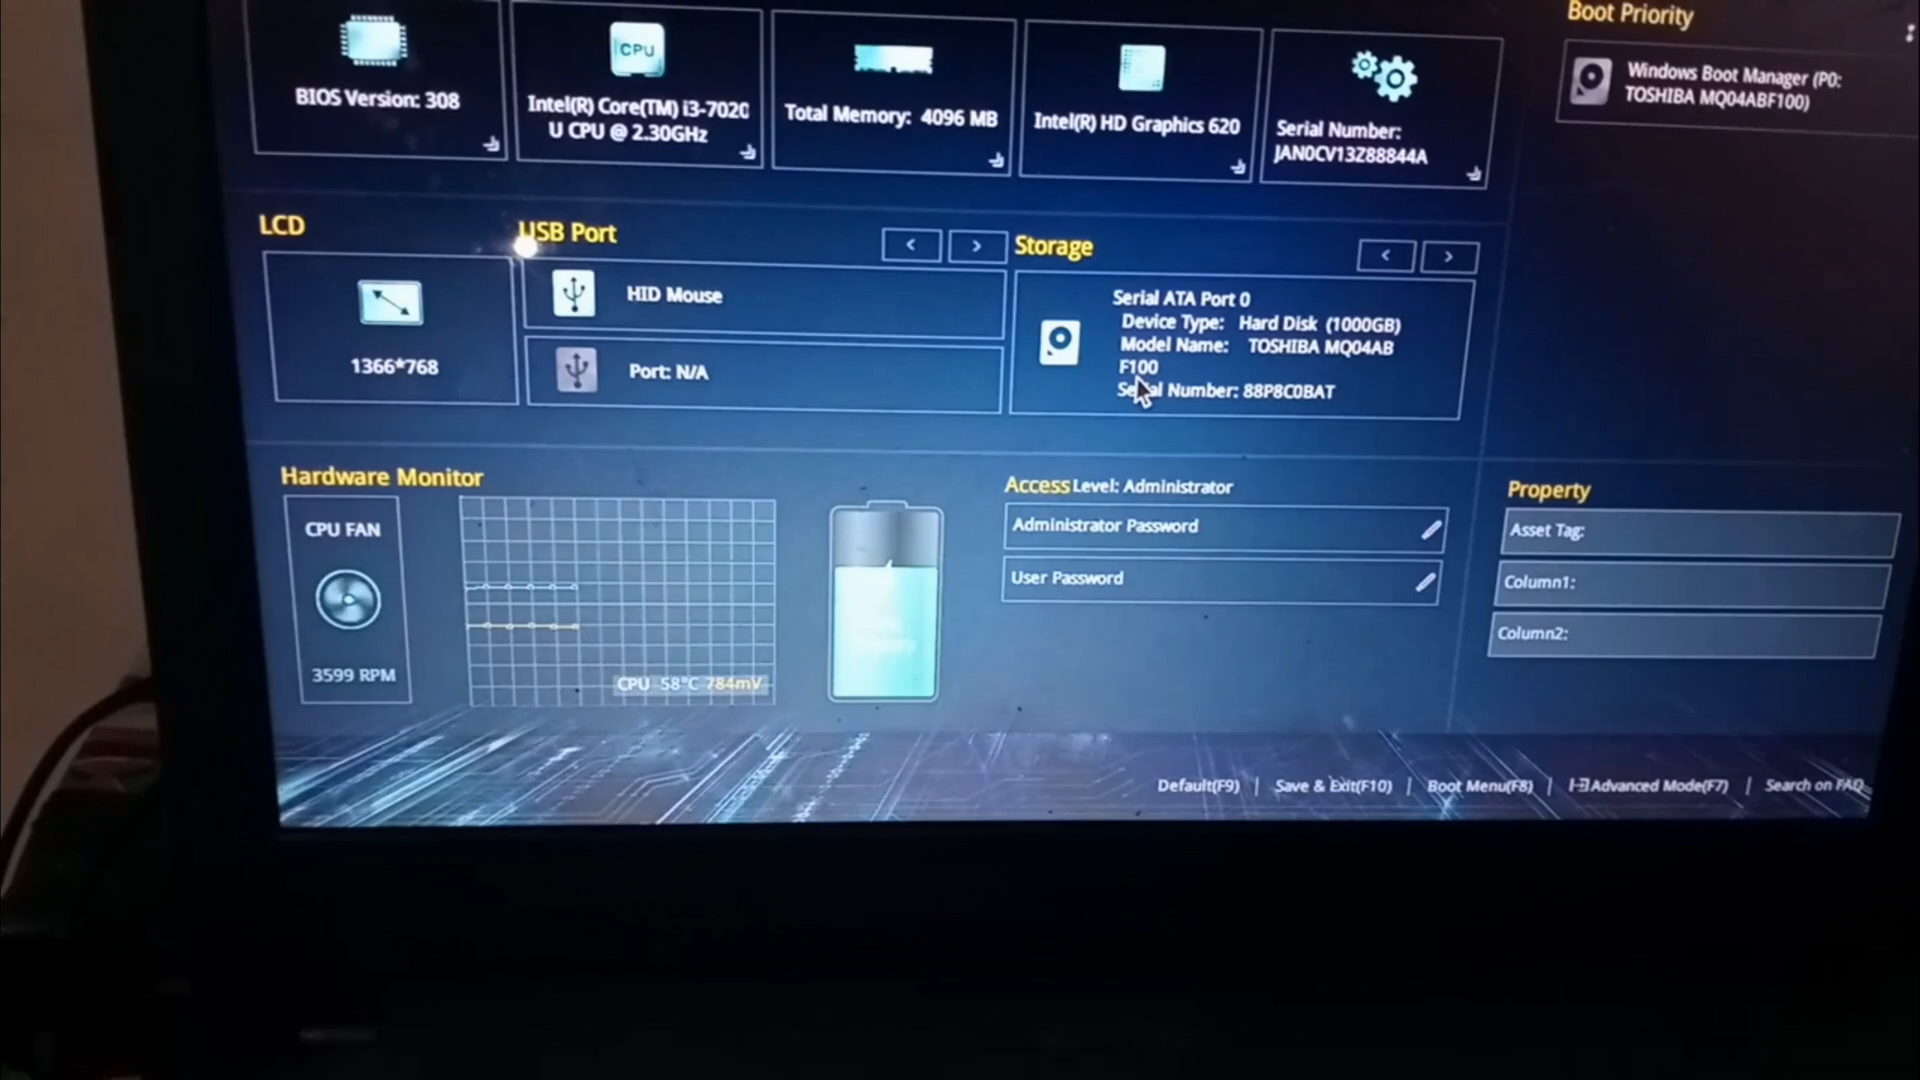 Boot Priority
BIOS Version: 308
Intel(R) Core(TM) i3-7020
U CPU @ 2.30GHz
CPU
Total Memory: 4096 MB
Intel(R) HD Graphics 620
Serial Number:
JAN0CV13Z88844A
Windows Boot Manager (P0:
TOSHIBA MQ04ABF100)
LCD
1366*768
USB Port
< >
HID Mouse
Port: N/A
Storage
< >
Serial ATA Port 0
Device Type: Hard Disk (1000GB)
Model Name: TOSHIBA MQ04AB
F100
Serial Number: 88P8C0BAT
Hardware Monitor
CPU FAN
3599 RPM
CPU 58°C 784mV
Access Level: Administrator
Administrator Password
User Password
Property
Asset Tag:
Column1:
Column2:
Default(F9) | Save & Exit(F10) | Boot Menu(F8) | Advanced Mode(F7) | Search on FAQ